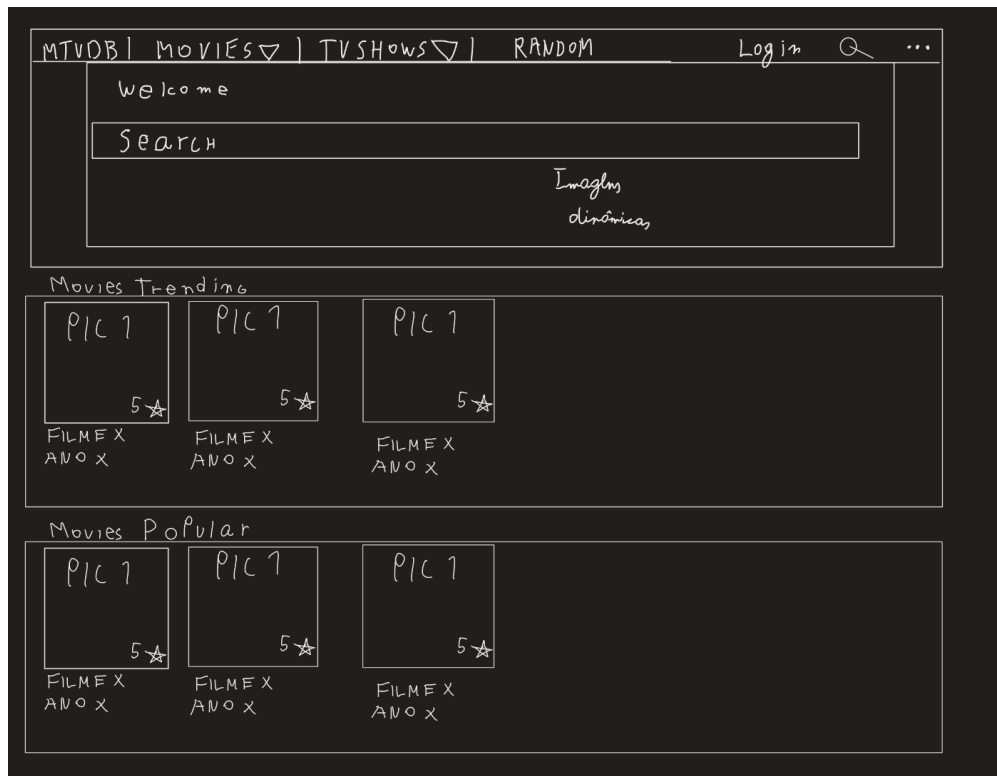 MTVDB| MOVIES▽ | TVSHOWS▽ | RANDOM Login ...
Welcome
Search
Imagens
dinâmicas
Movies Trending
PIC 1 PIC 1 PIC 1
5☆ 5☆ 5☆
FILME X FILME X FILME X
ANO X ANO X ANO X
Movies Popular
PIC 1 PIC 1 PIC 1
5☆ 5☆ 5☆
FILME X FILME X FILME X
ANO X ANO X ANO X